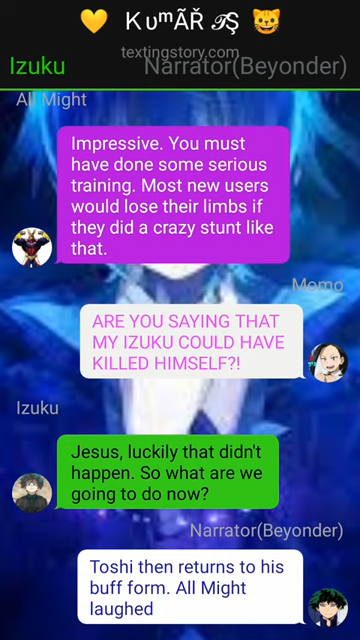 💛 Kυᵐ ÃŘ 𝒯Ş 😺
textingstory.com
Izuku Narrator(Beyonder)
All Might
Impressive. You must
have done some serious
training. Most new users
would lose their limbs if
they did a crazy stunt like
that.
Momo
ARE YOU SAYING THAT
MY IZUKU COULD HAVE
KILLED HIMSELF?!
Izuku
Jesus, luckily that didn't
happen. So what are we
going to do now?
Narrator(Beyonder)
Toshi then returns to his
buff form. All Might
laughed